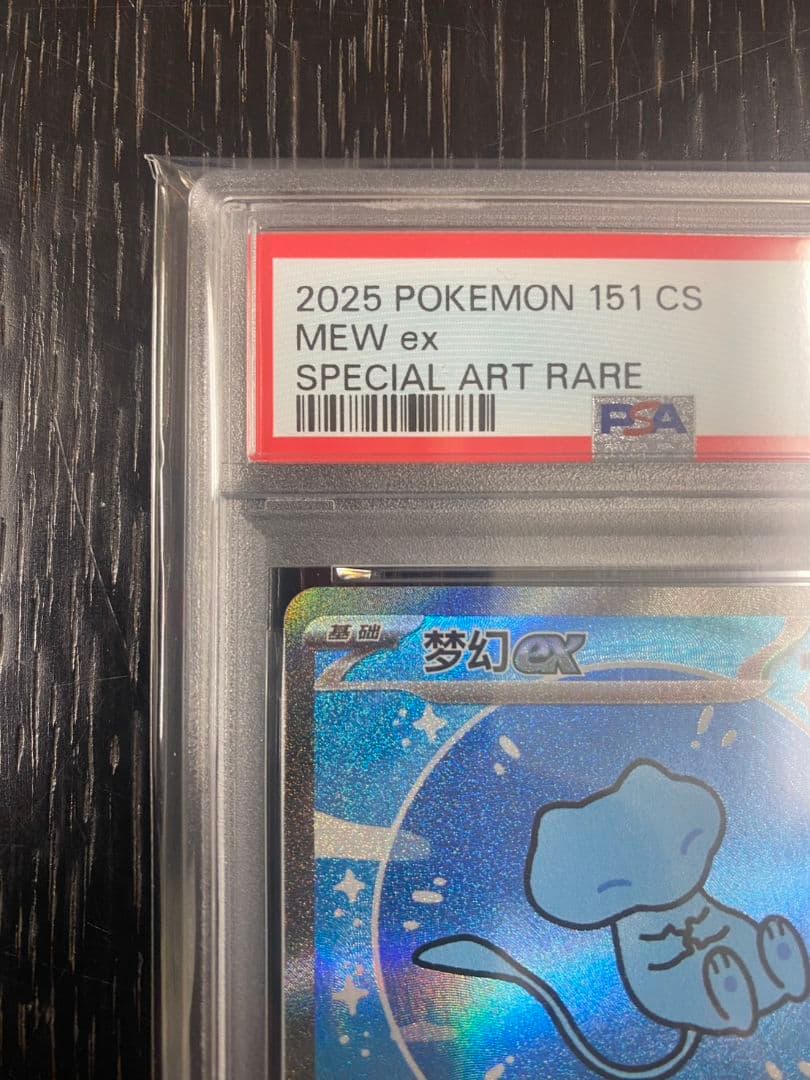 2025 POKEMON 151 CS
MEW ex
SPECIAL ART RARE
PSA
基础 梦幻ex